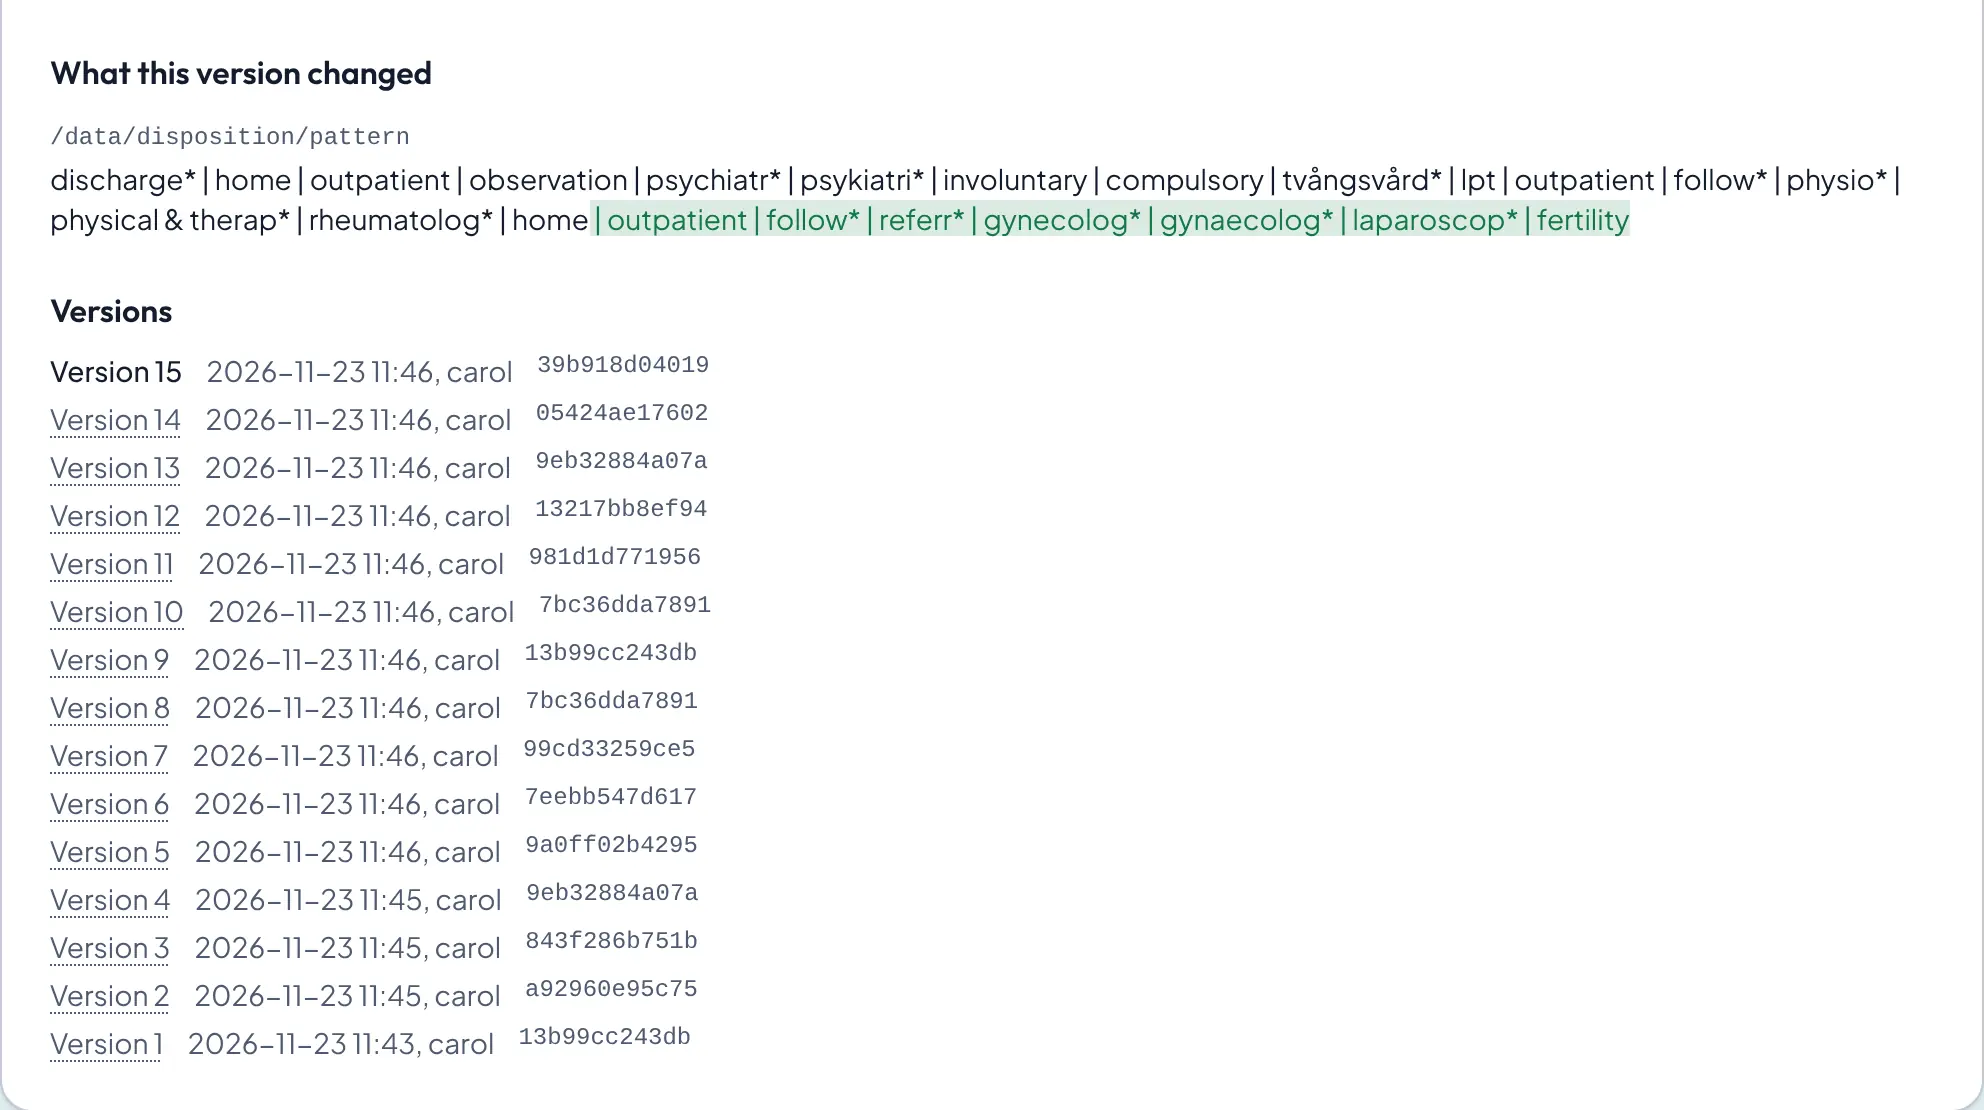 What this version changed
/data/disposition/pattern
discharge* | home | outpatient | observation | psychiatr* | psykiatri* | involuntary | compulsory | tvångsvård* | lpt | outpatient | follow* | physio* |
physical & therap* | rheumatolog* | home | outpatient | follow* | referr* | gynecolog* | gynaecolog* | laparoscop* | fertility
Versions
Version 15 2026-11-23 11:46, carol 39b918d04019
Version 14 2026-11-23 11:46, carol 05424ae17602
Version 13 2026-11-23 11:46, carol 9eb32884a07a
Version 12 2026-11-23 11:46, carol 13217bb8ef94
Version 11 2026-11-23 11:46, carol 981d1d771956
Version 10 2026-11-23 11:46, carol 7bc36dda7891
Version 9 2026-11-23 11:46, carol 13b99cc243db
Version 8 2026-11-23 11:46, carol 7bc36dda7891
Version 7 2026-11-23 11:46, carol 99cd33259ce5
Version 6 2026-11-23 11:46, carol 7eebb547d617
Version 5 2026-11-23 11:46, carol 9a0ff02b4295
Version 4 2026-11-23 11:45, carol 9eb32884a07a
Version 3 2026-11-23 11:45, carol 843f286b751b
Version 2 2026-11-23 11:45, carol a92960e95c75
Version 1 2026-11-23 11:43, carol 13b99cc243db